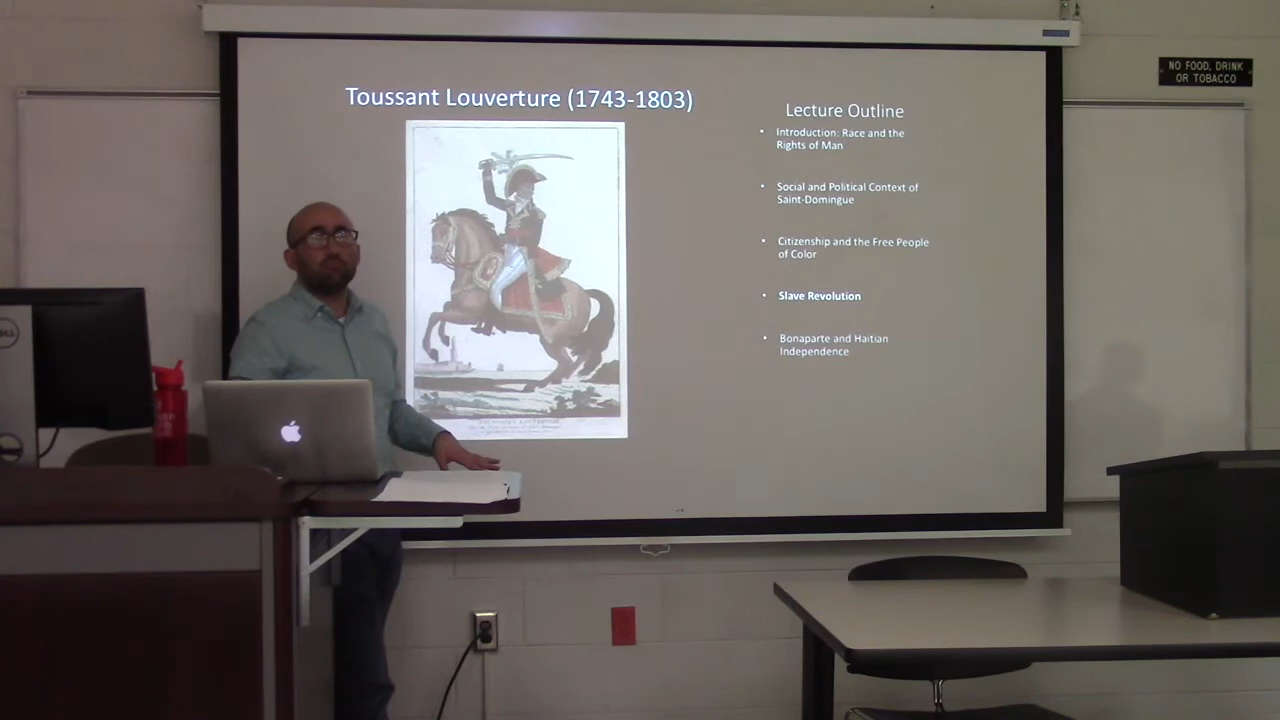 Toussant Louverture (1743-1803)
Lecture Outline
• Introduction: Race and the
Rights of Man
• Social and Political Context of
Saint-Domingue
• Citizenship and the Free People
of Color
• Slave Revolution
• Bonaparte and Haitian
Independence
NO FOOD, DRINK
OR TOBACCO